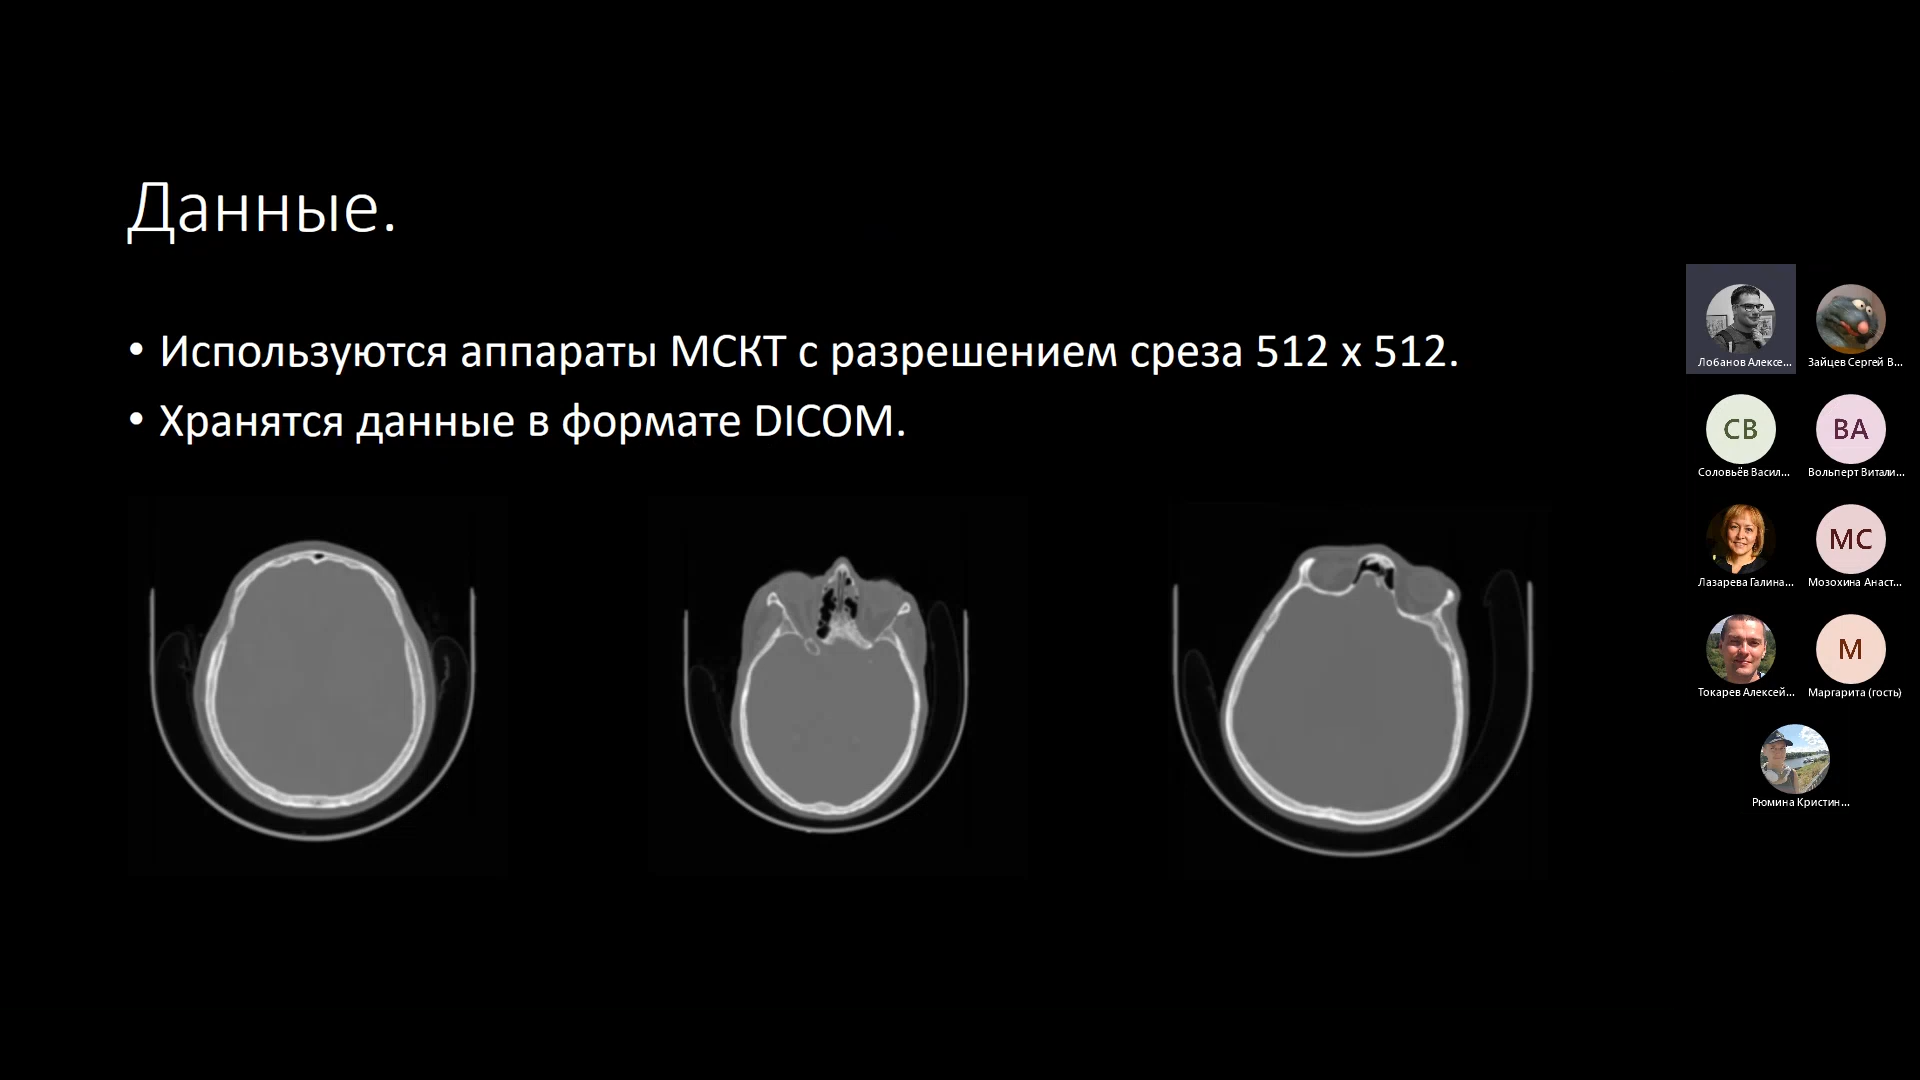 Данные.
• Используются аппараты МСКТ с разрешением среза 512 x 512.
• Хранятся данные в формате DICOM.
Лобанов Алексе...
Зайцев Сергей В...
СВ
ВА
Соловьёв Васил...
Вольперт Витали...
МС
Лазарева Галина...
Мозохина Анаст...
М
Токарев Алексей...
Маргарита (гость)
Рюмина Кристин...